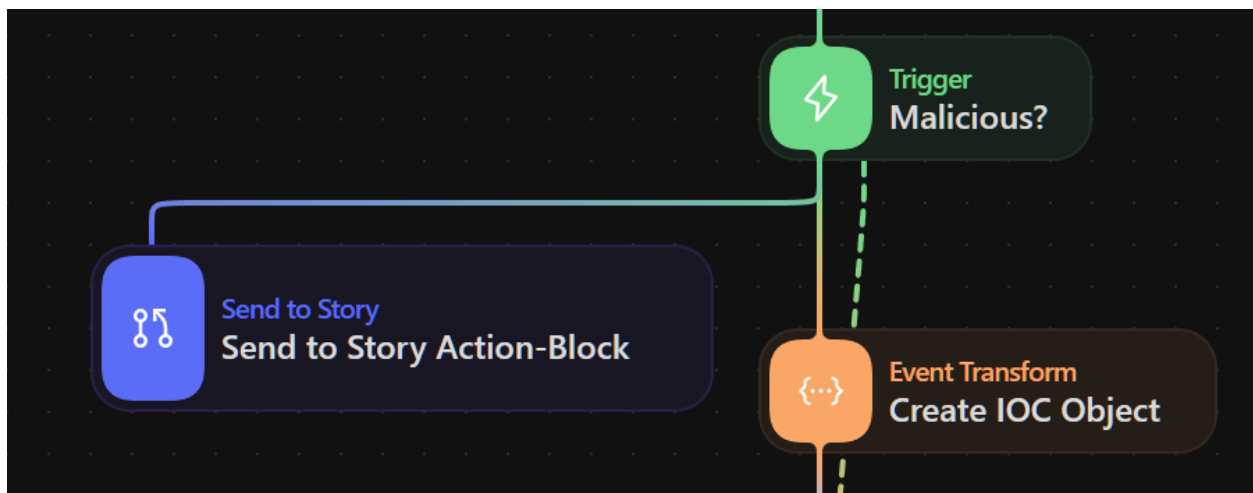 Trigger
Malicious?
Send to Story
Send to Story Action-Block
Event Transform
Create IOC Object